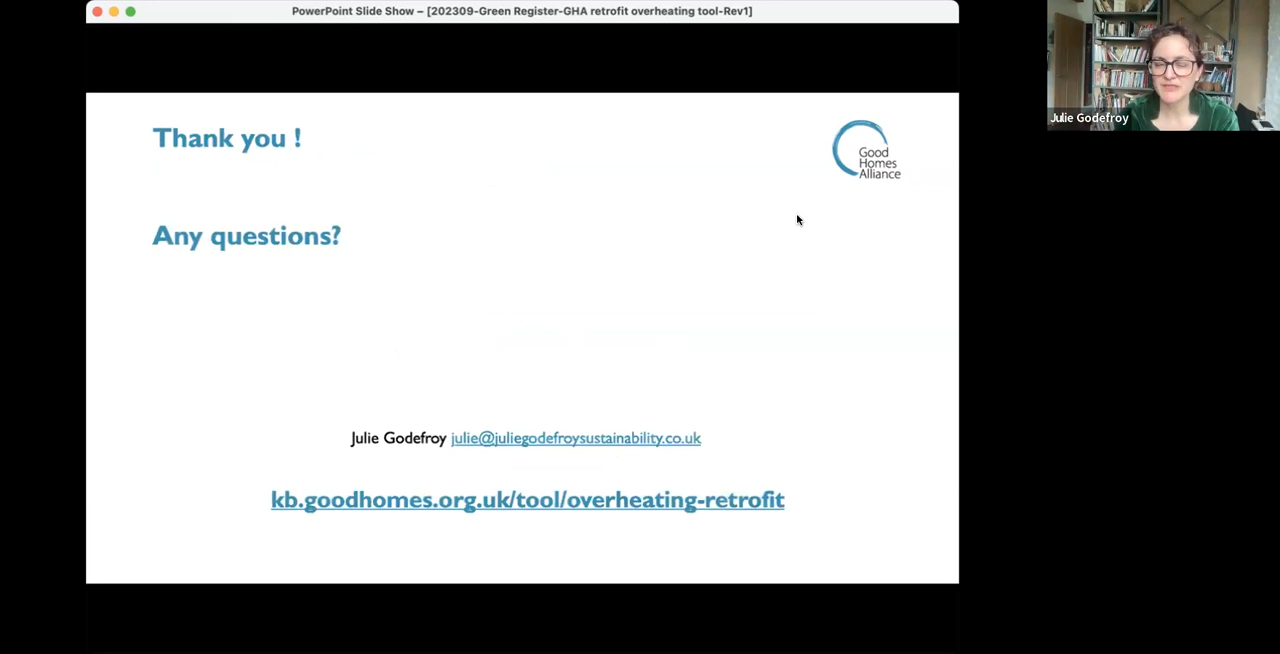 PowerPoint Slide Show – [202309-Green Register-GHA retrofit overheating tool-Rev1]
Julie Godefroy
Thank you !
Good
Homes
Alliance
Any questions?
Julie Godefroy julie@juliegodefroysustainability.co.uk
kb.goodhomes.org.uk/tool/overheating-retrofit